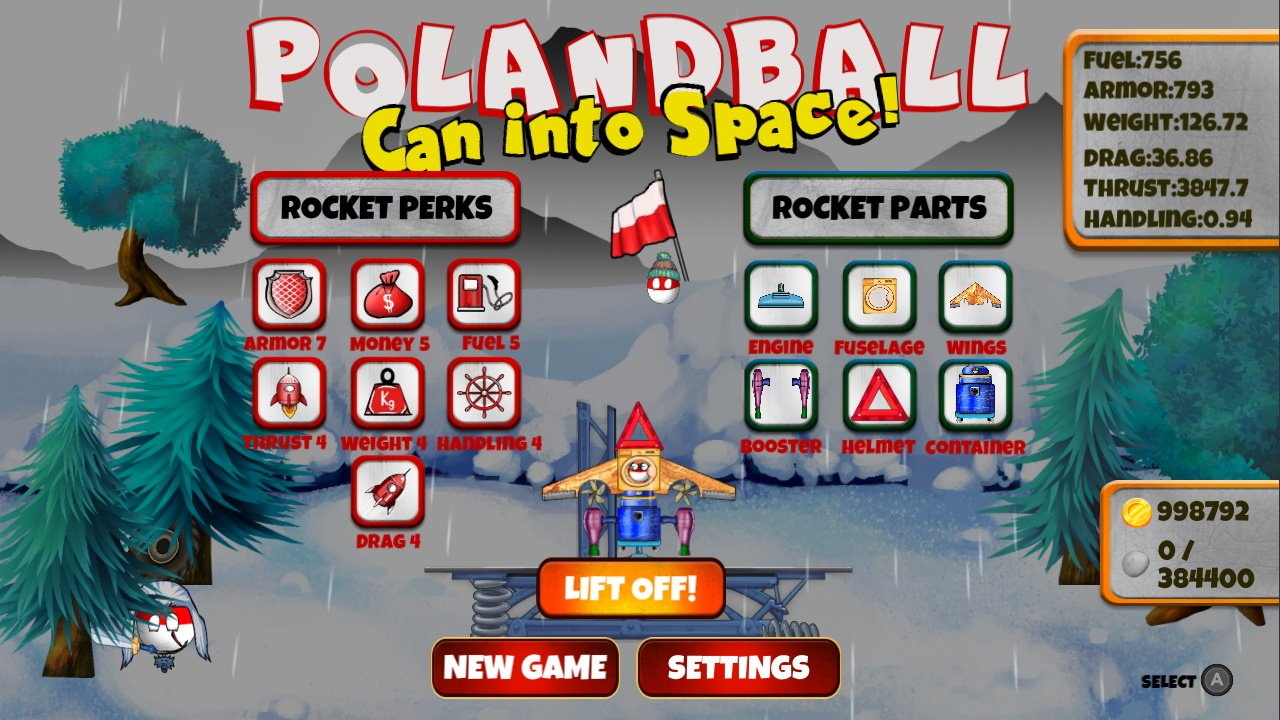 POLANDBALL
Can into Space!
FUEL:756
ARMOR:793
WEIGHT:126.72
DRAG:36.86
THRUST:3847.7
HANDLING:0.94
ROCKET PERKS
ROCKET PARTS
$
ARMOR 7
MONEY 5
FUEL 5
ENGINE
FUSELAGE
WINGS
Kg
THRUST 4
WEIGHT 4
HANDLING 4
BOOSTER
HELMET
CONTAINER
DRAG 4
998792
0 /
384400
LIFT OFF!
NEW GAME
SETTINGS
SELECT A